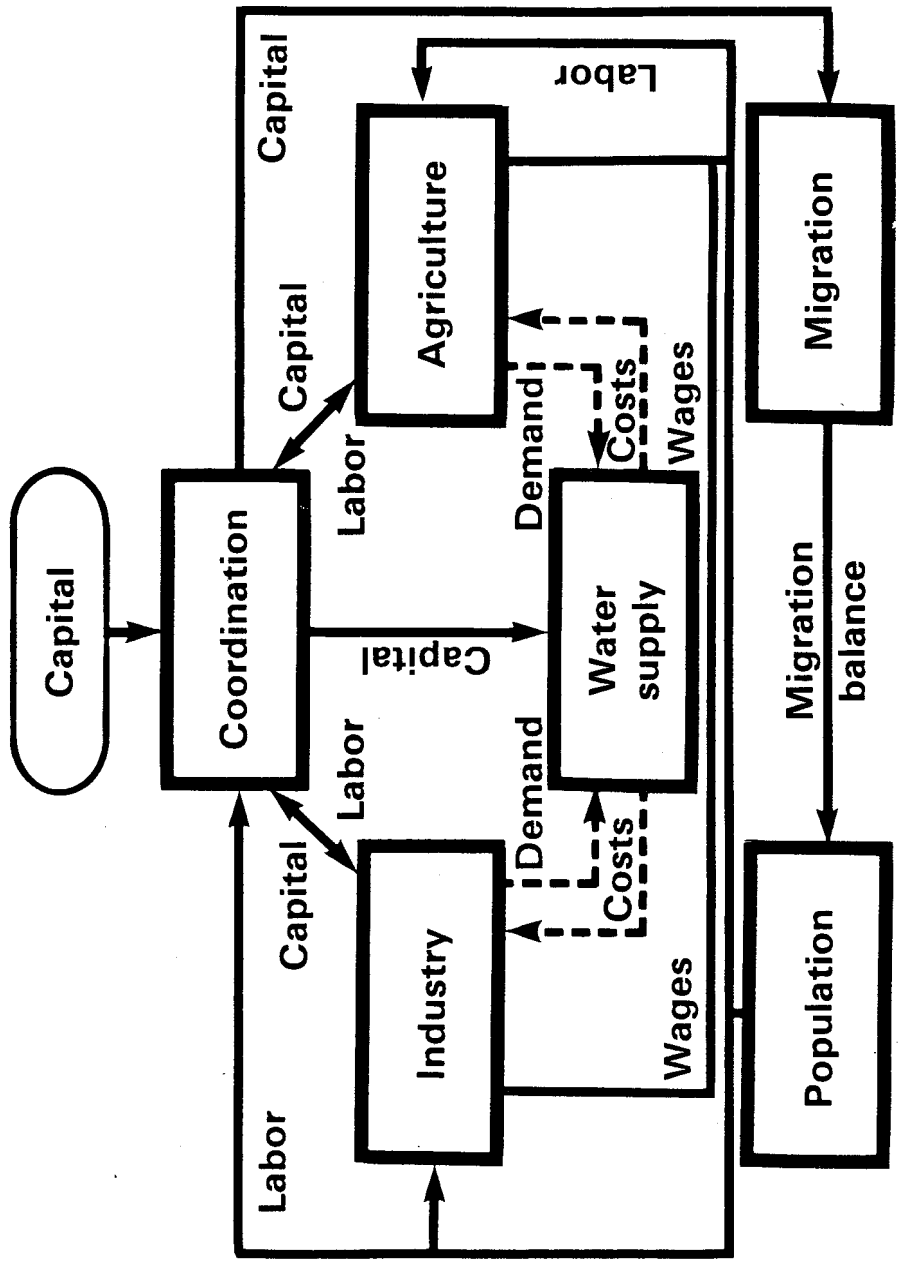 Capital
Coordination
Labor
Capital
Labor
Capital
Labor
Capital
Capital
Labor
Industry
Agriculture
Demand
Costs
Water
supply
Demand
Costs
Wages
Wages
Population
Migration
balance
Migration